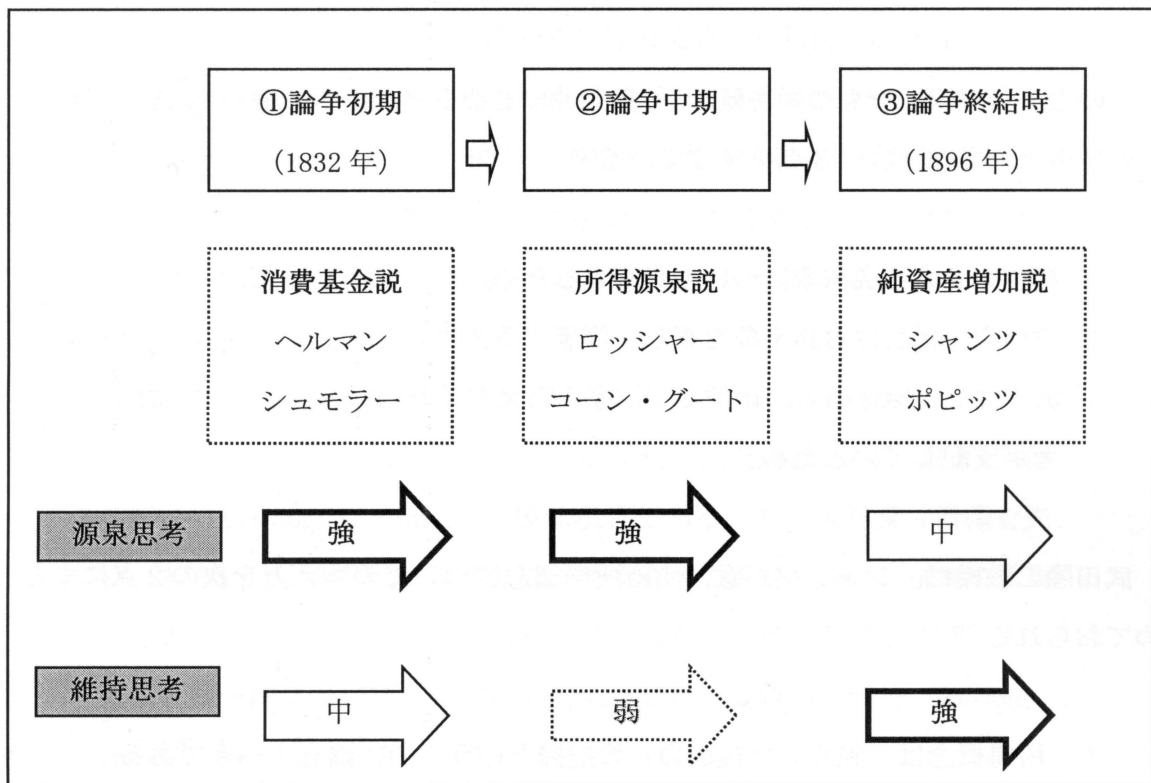 ①論争初期
(1832 年)
②論争中期
③論争終結時
(1896 年)
消費基金説
ヘルマン
シュモラー
所得源泉説
ロッシャー
コーン・グート
純資産増加説
シャンツ
ポピッツ
源泉思考
強
強
中
維持思考
中
弱
強